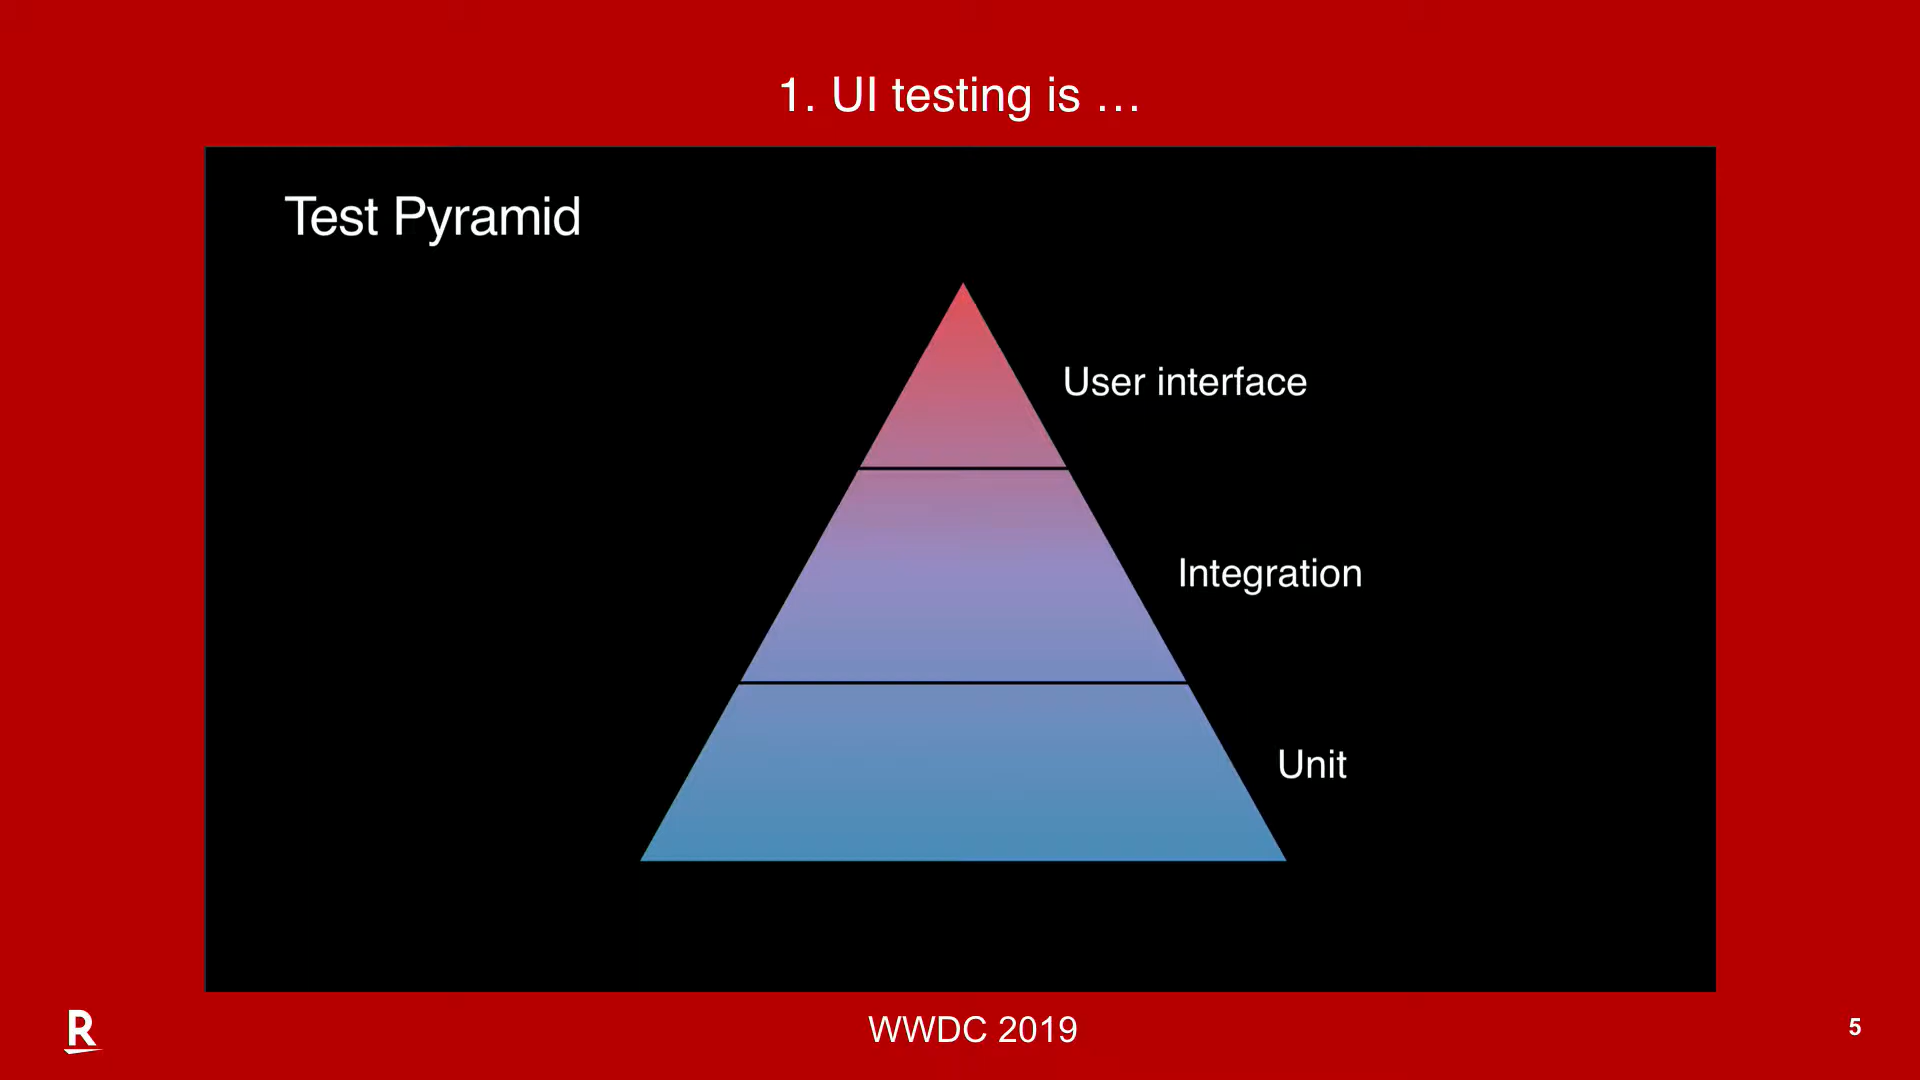 1. UI testing is …
Test Pyramid
User interface
Integration
Unit
R
WWDC 2019
5